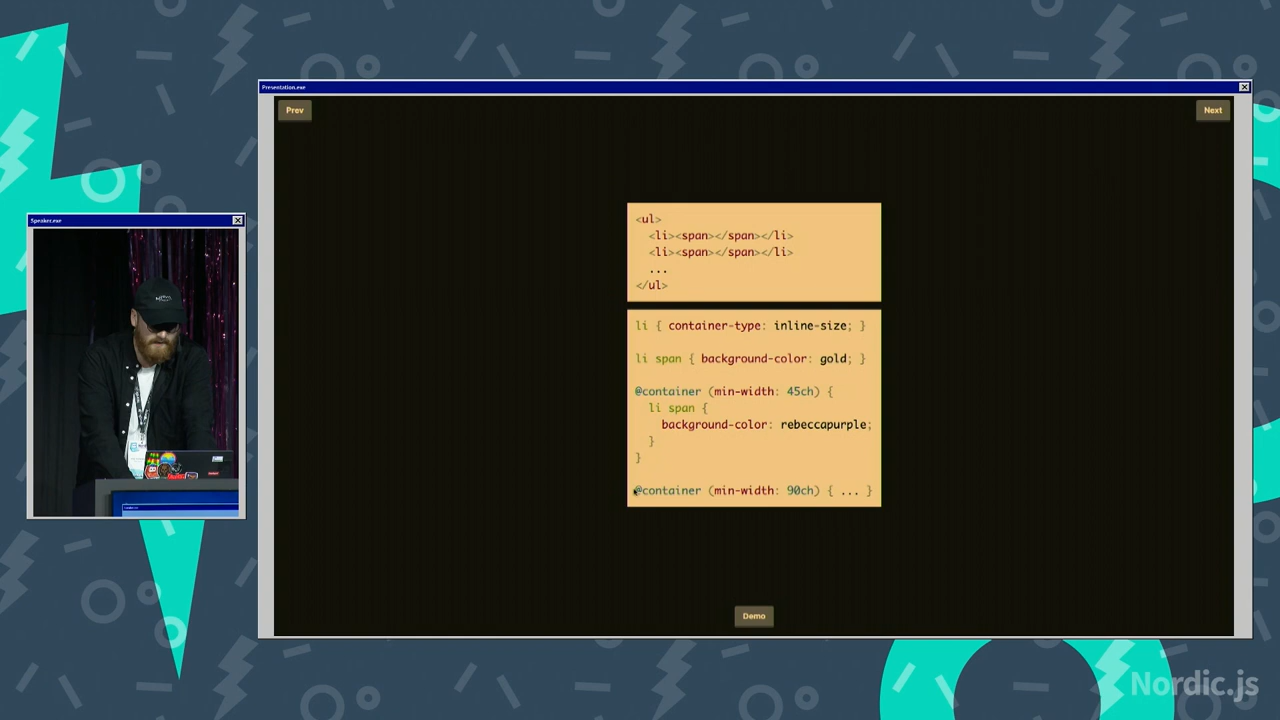 Presentation.exe
Prev
Next
Speaker.exe
<ul>
  <li><span></span></li>
  <li><span></span></li>
  ...
</ul>
li { container-type: inline-size; }
li span { background-color: gold; }
@container (min-width: 45ch) {
  li span {
    background-color: rebeccapurple;
  }
}
@container (min-width: 90ch) { ... }
Demo
Nordic.js